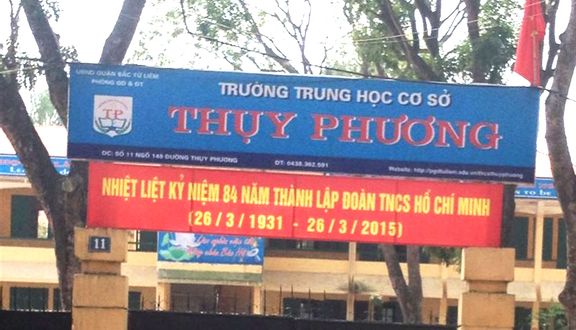 UBND QUẬN BẮC TỪ LIÊM
PHÒNG GD & ĐT
TRƯỜNG TRUNG HỌC CƠ SỞ
TP
THỤY PHƯƠNG
ĐC: SỐ 11 NGÕ 149 ĐƯỜNG THỤY PHƯƠNG
ĐT: 0438.362.591
NHIỆT LIỆT KỶ NIỆM 84 NĂM THÀNH LẬP ĐOÀN TNCS HỒ CHÍ MINH
(26 / 3 / 1931 - 26 / 3 / 2015)
11